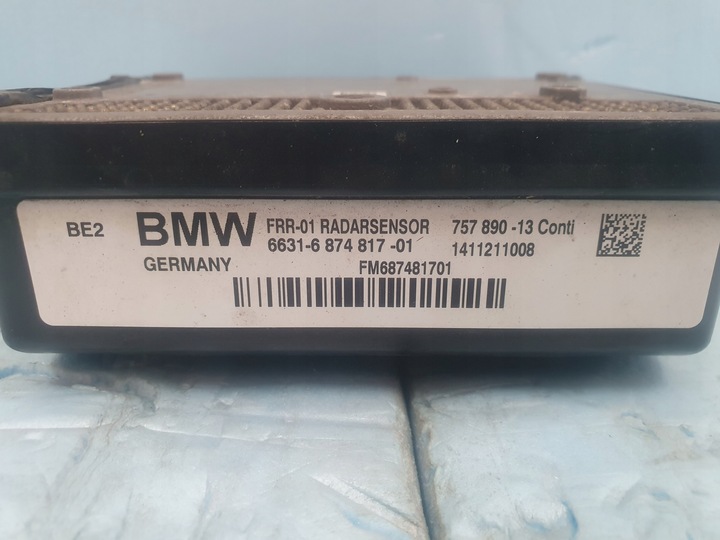 BE2 BMW FRR-01 RADARSENSOR 757 890 -13 Conti
6631-6 874 817 -01 1411211008
GERMANY FM687481701